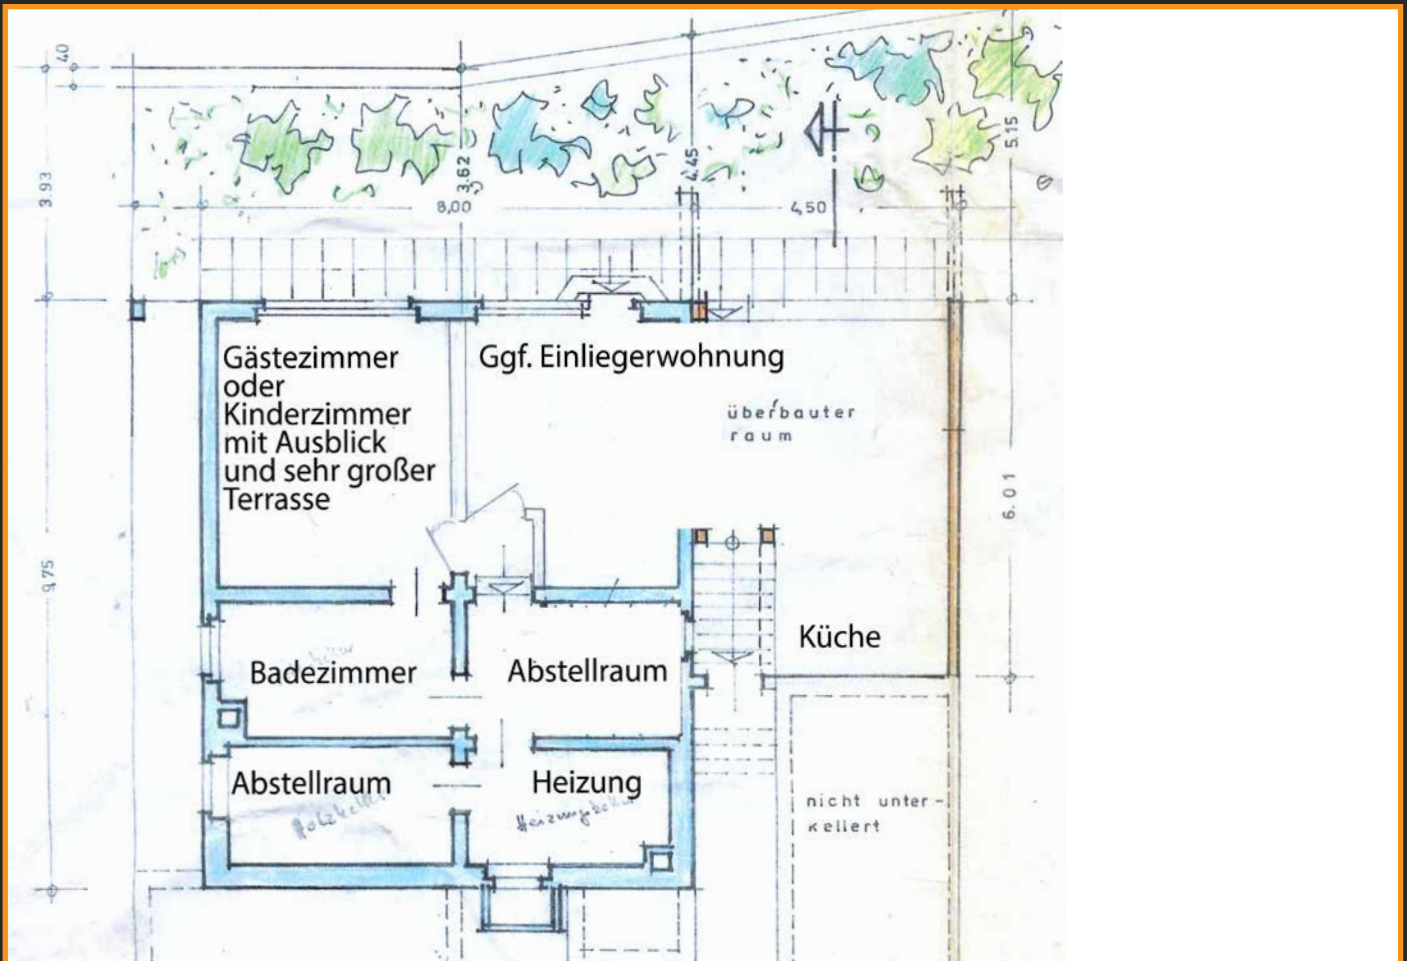 40
5.15
3,62
4.45
3.93
8,00
4,50
Gästezimmer
oder
Kinderzimmer
mit Ausblick
und sehr großer
Terrasse
Ggf. Einliegerwohnung
überbauter
raum
6.01
9,75
Küche
Badezimmer
Abstellraum
Abstellraum
Heizung
Heizungskeller
nicht unter-
kellert